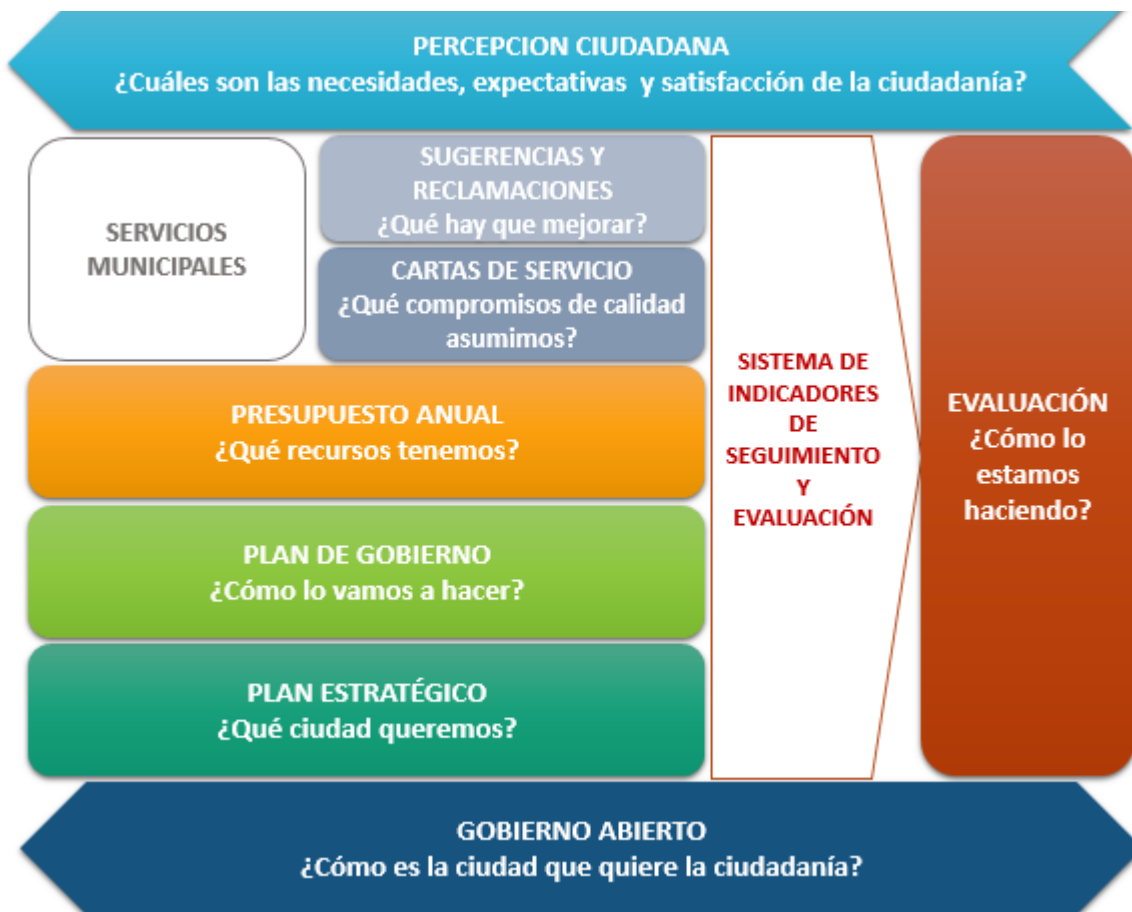 PERCEPCION CIUDADANA
¿Cuáles son las necesidades, expectativas y satisfacción de la ciudadanía?
SERVICIOS
MUNICIPALES
SUGERENCIAS Y
RECLAMACIONES
¿Qué hay que mejorar?
CARTAS DE SERVICIO
¿Qué compromisos de calidad
asumimos?
PRESUPUESTO ANUAL
¿Qué recursos tenemos?
PLAN DE GOBIERNO
¿Cómo lo vamos a hacer?
PLAN ESTRATÉGICO
¿Qué ciudad queremos?
SISTEMA DE
INDICADORES
DE
SEGUIMIENTO
Y
EVALUACIÓN
EVALUACIÓN
¿Cómo lo
estamos
haciendo?
GOBIERNO ABIERTO
¿Cómo es la ciudad que quiere la ciudadanía?